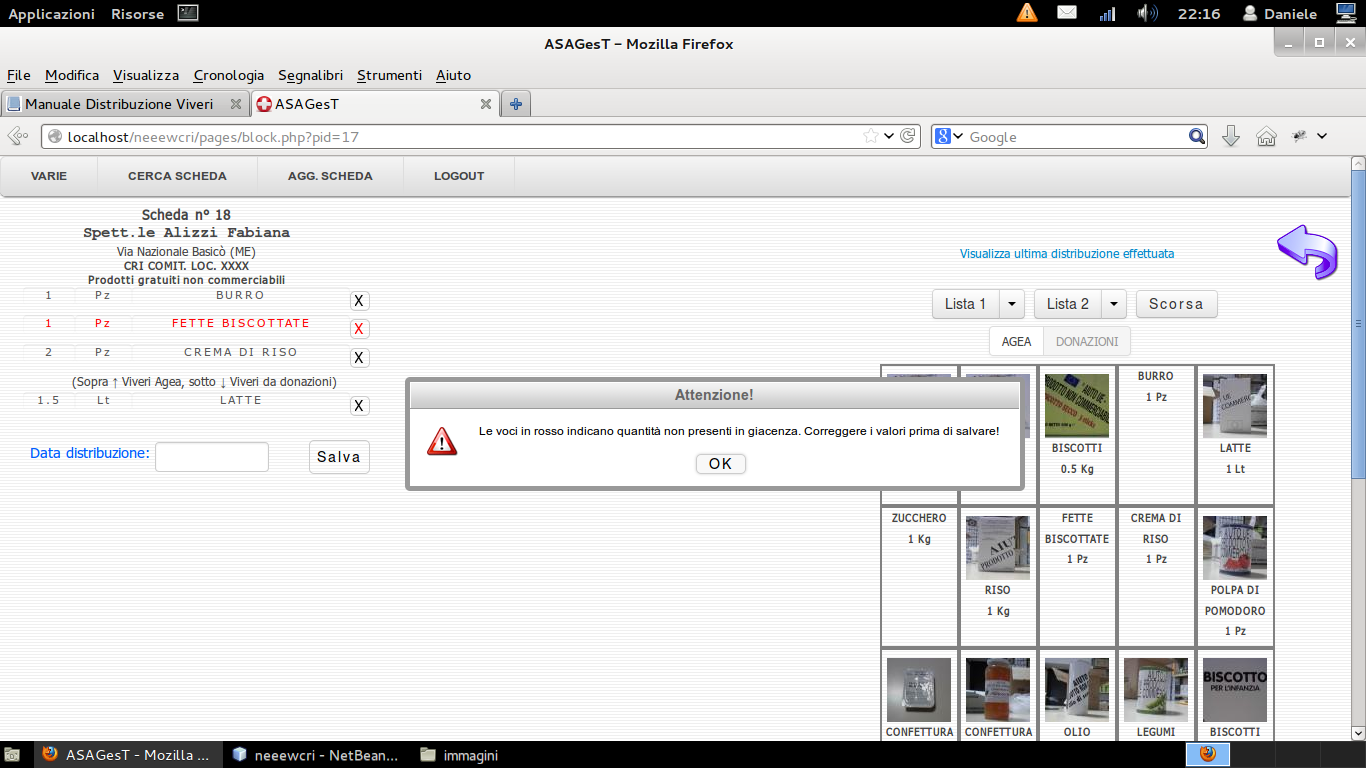 Applicazioni Risorse 22:16 Daniele
ASAGesT - Mozilla Firefox
File Modifica Visualizza Cronologia Segnalibri Strumenti Aiuto
Manuale Distribuzione Viveri ASAGesT
localhost/neeewcri/pages/block.php?pid=17 Google
VARIE CERCA SCHEDA AGG. SCHEDA LOGOUT
Scheda n° 18
Spett.le Alizzi Fabiana
Via Nazionale Basicò (ME)
CRI COMIT. LOC. XXXX
Prodotti gratuiti non commerciabili
1 Pz BURRO X
1 Pz FETTE BISCOTTATE X
2 Pz CREMA DI RISO X
(Sopra ↑ Viveri Agea, sotto ↓ Viveri da donazioni)
1.5 Lt LATTE X
Data distribuzione: Salva
Visualizza ultima distribuzione effettuata
Lista 1 Lista 2 Scorsa
AGEA DONAZIONI
Attenzione!
Le voci in rosso indicano quantità non presenti in giacenza. Correggere i valori prima di salvare!
OK
BISCOTTI
0.5 Kg
BURRO
1 Pz
LATTE
1 Lt
ZUCCHERO
1 Kg
RISO
1 Kg
FETTE
BISCOTTATE
1 Pz
CREMA DI
RISO
1 Pz
POLPA DI
POMODORO
1 Pz
BISCOTTO
PER L'INFANZIA
CONFETTURA CONFETTURA OLIO LEGUMI BISCOTTI
ASAGesT - Mozilla ... neeewcri - NetBean... immagini